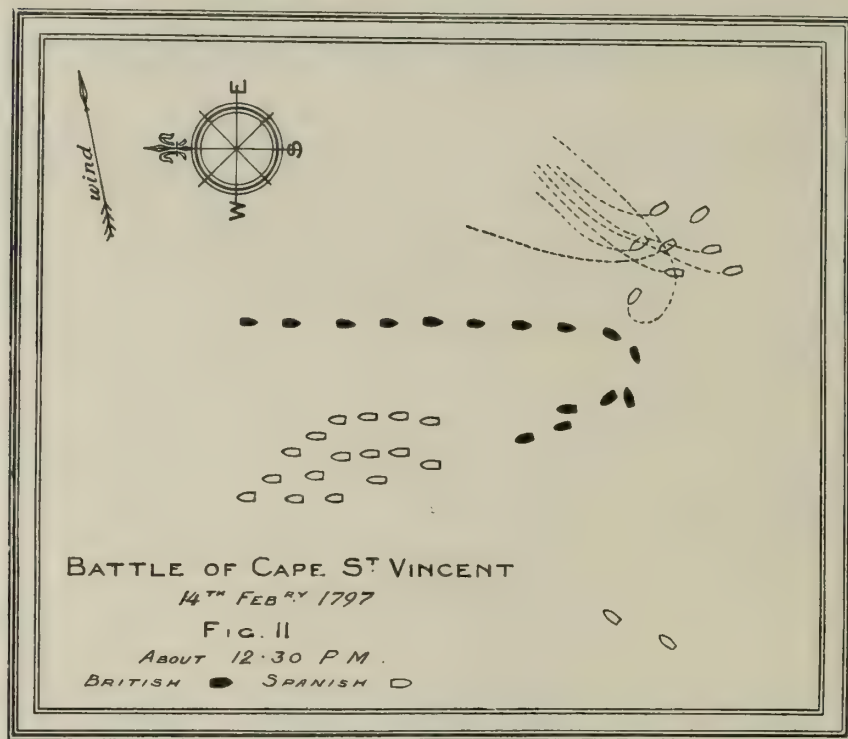 wind
E
S
W
BATTLE OF CAPE ST VINCENT
14TH FEBRY 1797
FIG. II
ABOUT 12·30 P M.
BRITISH SPANISH